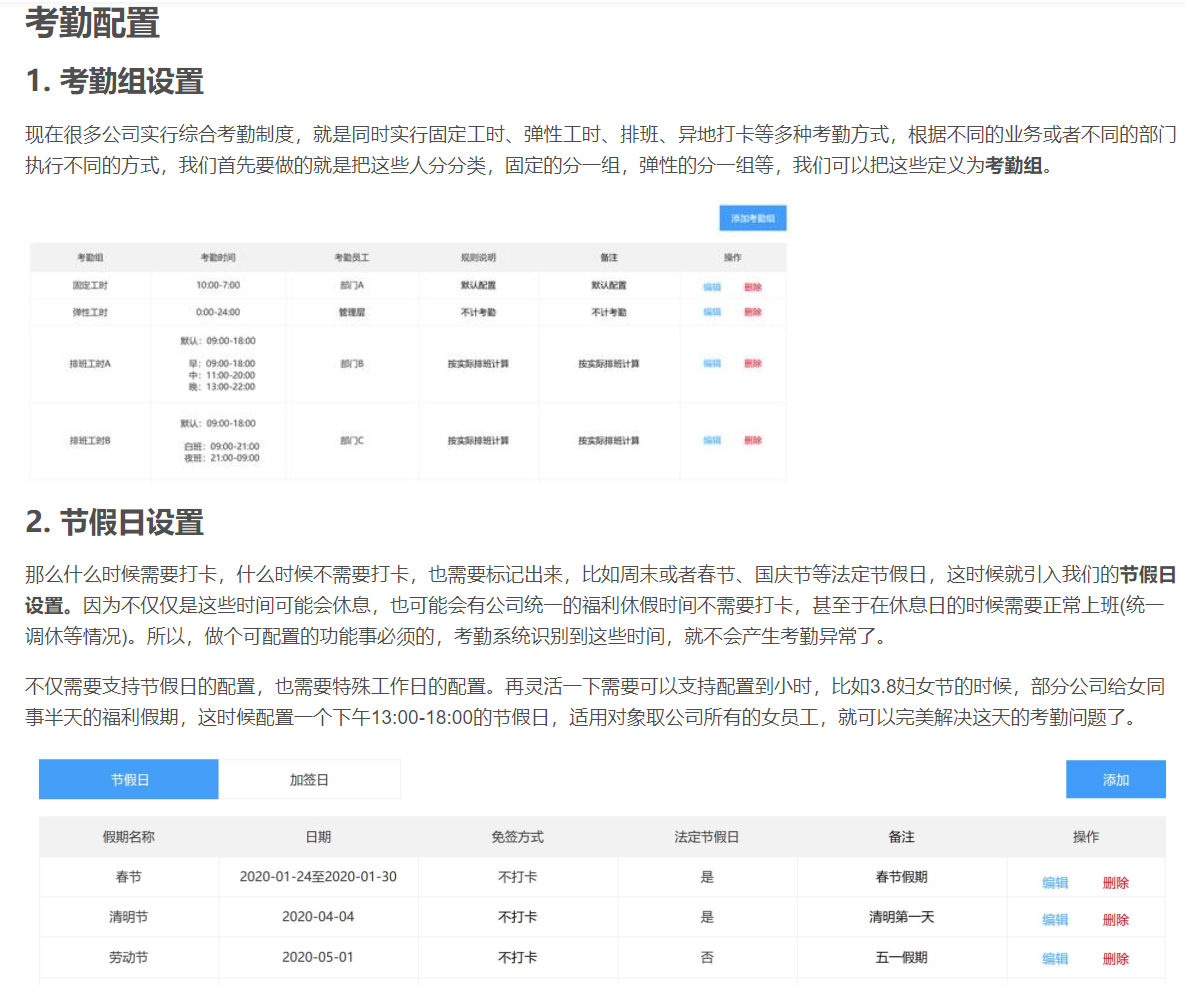 考勤配置
1. 考勤组设置
现在很多公司实行综合考勤制度，就是同时实行固定工时、弹性工时、排班、异地打卡等多种考勤方式，根据不同的业务或者不同的部门
执行不同的方式，我们首先要做的就是把这些人分分类，固定的分一组，弹性的分一组等，我们可以把这些定义为考勤组。
添加考勤组
考勤组 考勤时间 考勤员工 规则说明 备注 操作
固定工时 10:00-7:00 部门A 默认配置 默认配置 编辑 删除
弹性工时 0:00-24:00 管理层 不计考勤 不计考勤 编辑 删除
默认：09:00-18:00
早：09:00-18:00
排班工时A 中：11:00-20:00 部门B 按实际排班计算 按实际排班计算 编辑 删除
晚：13:00-22:00
默认：09:00-18:00
排班工时B 白班：09:00-21:00 部门C 按实际排班计算 按实际排班计算 编辑 删除
夜班：21:00-09:00
2. 节假日设置
那么什么时候需要打卡，什么时候不需要打卡，也需要标记出来，比如周末或者春节、国庆节等法定节假日，这时候就引入我们的节假日
设置。因为不仅仅是这些时间可能会休息，也可能会有公司统一的福利休假时间不需要打卡，甚至于在休息日的时候需要正常上班(统一
调休等情况)。所以，做个可配置的功能事必须的，考勤系统识别到这些时间，就不会产生考勤异常了。
不仅需要支持节假日的配置，也需要特殊工作日的配置。再灵活一下需要可以支持配置到小时，比如3.8妇女节的时候，部分公司给女同
事半天的福利假期，这时候配置一个下午13:00-18:00的节假日，适用对象取公司所有的女员工，就可以完美解决这天的考勤问题了。
节假日 加签日 添加
假期名称 日期 免签方式 法定节假日 备注 操作
春节 2020-01-24至2020-01-30 不打卡 是 春节假期 编辑 删除
清明节 2020-04-04 不打卡 是 清明第一天 编辑 删除
劳动节 2020-05-01 不打卡 否 五一假期 编辑 删除